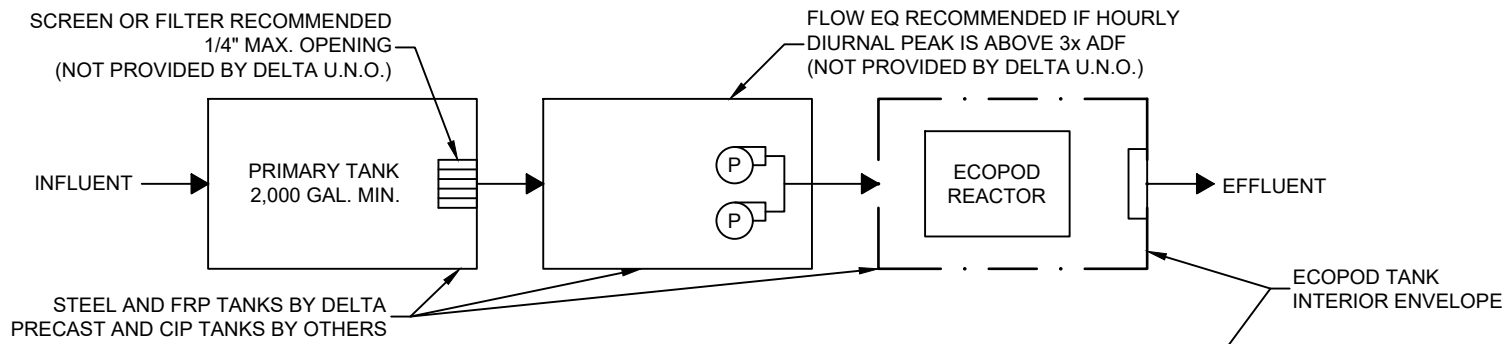 SCREEN OR FILTER RECOMMENDED
1/4" MAX. OPENING
(NOT PROVIDED BY DELTA U.N.O.)
FLOW EQ RECOMMENDED IF HOURLY
DIURNAL PEAK IS ABOVE 3x ADF
(NOT PROVIDED BY DELTA U.N.O.)
INFLUENT
PRIMARY TANK
2,000 GAL. MIN.
P
P
ECOPOD
REACTOR
EFFLUENT
STEEL AND FRP TANKS BY DELTA
PRECAST AND CIP TANKS BY OTHERS
ECOPOD TANK
INTERIOR ENVELOPE